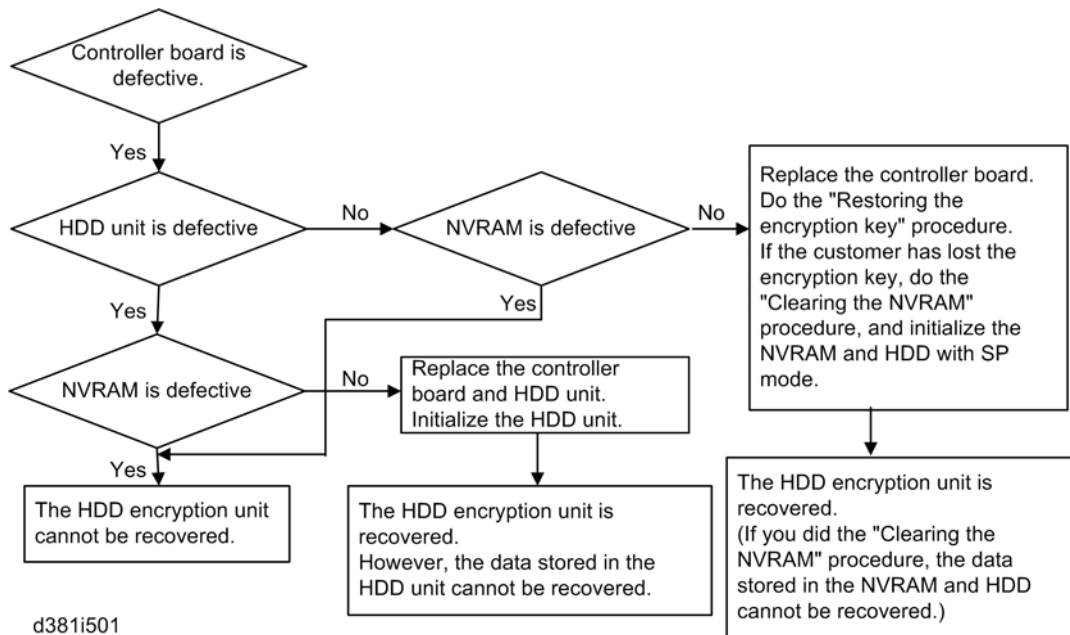 Controller board is
defective.
Yes
HDD unit is defective
No
NVRAM is defective
No
Replace the controller board.
Do the "Restoring the
encryption key" procedure.
If the customer has lost the
encryption key, do the
"Clearing the NVRAM"
procedure, and initialize the
NVRAM and HDD with SP
mode.
Yes
Yes
NVRAM is defective
No
Replace the controller
board and HDD unit.
Initialize the HDD unit.
Yes
The HDD encryption unit
cannot be recovered.
The HDD encryption unit is
recovered.
However, the data stored in the
HDD unit cannot be recovered.
The HDD encryption unit is
recovered.
(If you did the "Clearing the
NVRAM" procedure, the data
stored in the NVRAM and HDD
cannot be recovered.)
d381i501